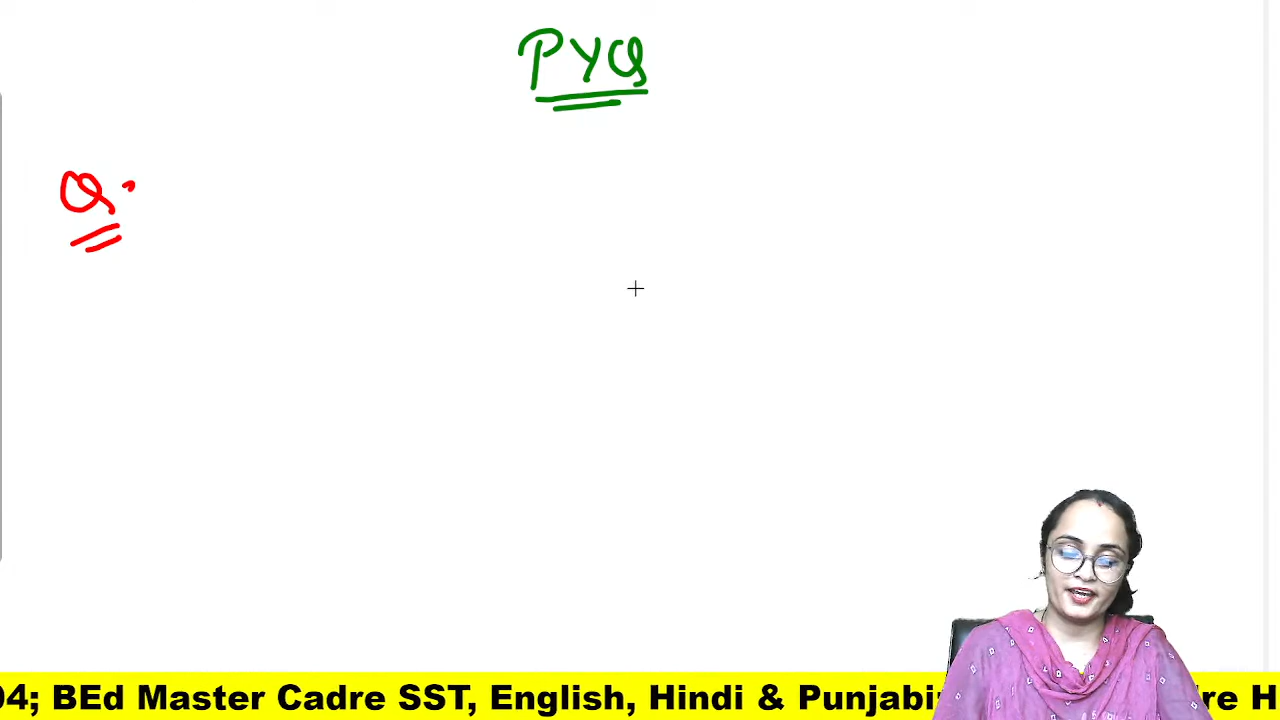 PYQ
Q.
04; BEd Master Cadre SST, English, Hindi & Punjabi re H